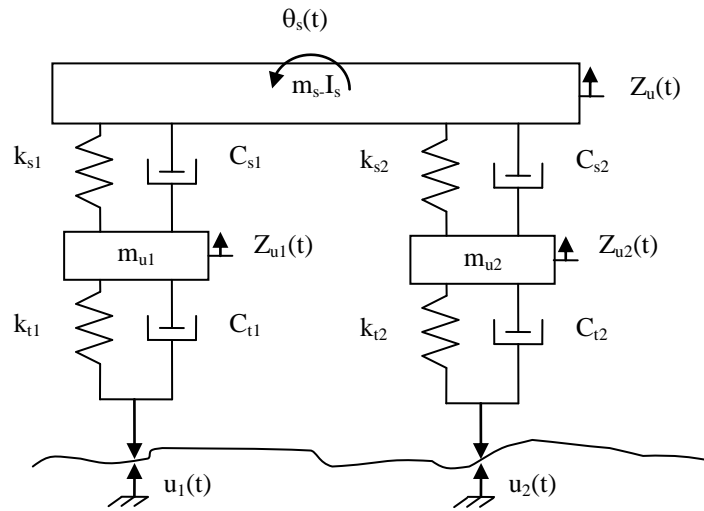 θₛ(t)
mₛ-Iₛ
Zᵤ(t)
kₛ₁
Cₛ₁
kₛ₂
Cₛ₂
mᵤ₁
Zᵤ₁(t)
mᵤ₂
Zᵤ₂(t)
kₜ₁
Cₜ₁
kₜ₂
Cₜ₂
u₁(t)
u₂(t)